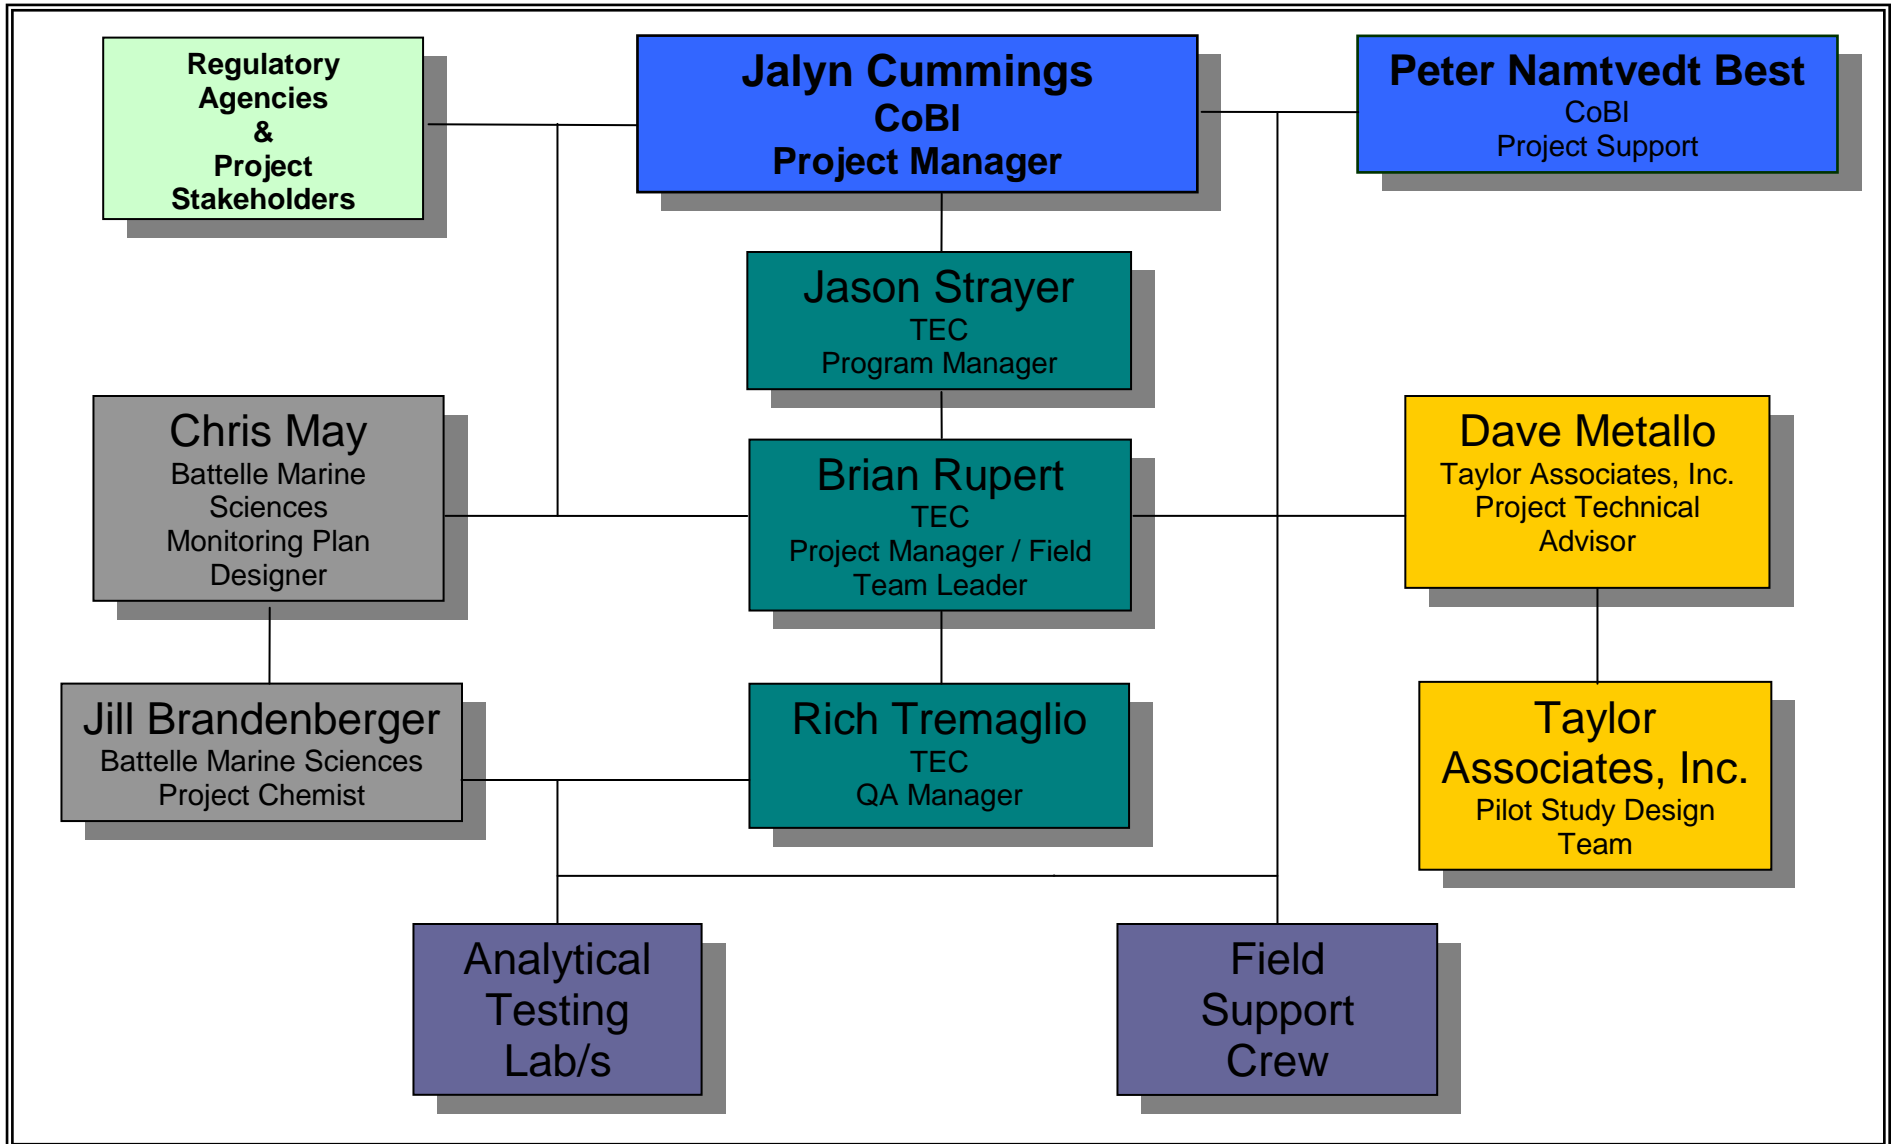 Regulatory
Agencies
&
Project
Stakeholders
Jalyn Cummings
CoBI
Project Manager
Peter Namtvedt Best
CoBI
Project Support
Jason Strayer
TEC
Program Manager
Chris May
Battelle Marine
Sciences
Monitoring Plan
Designer
Brian Rupert
TEC
Project Manager / Field
Team Leader
Dave Metallo
Taylor Associates, Inc.
Project Technical
Advisor
Jill Brandenberger
Battelle Marine Sciences
Project Chemist
Rich Tremaglio
TEC
QA Manager
Taylor
Associates, Inc.
Pilot Study Design
Team
Analytical
Testing
Lab/s
Field
Support
Crew